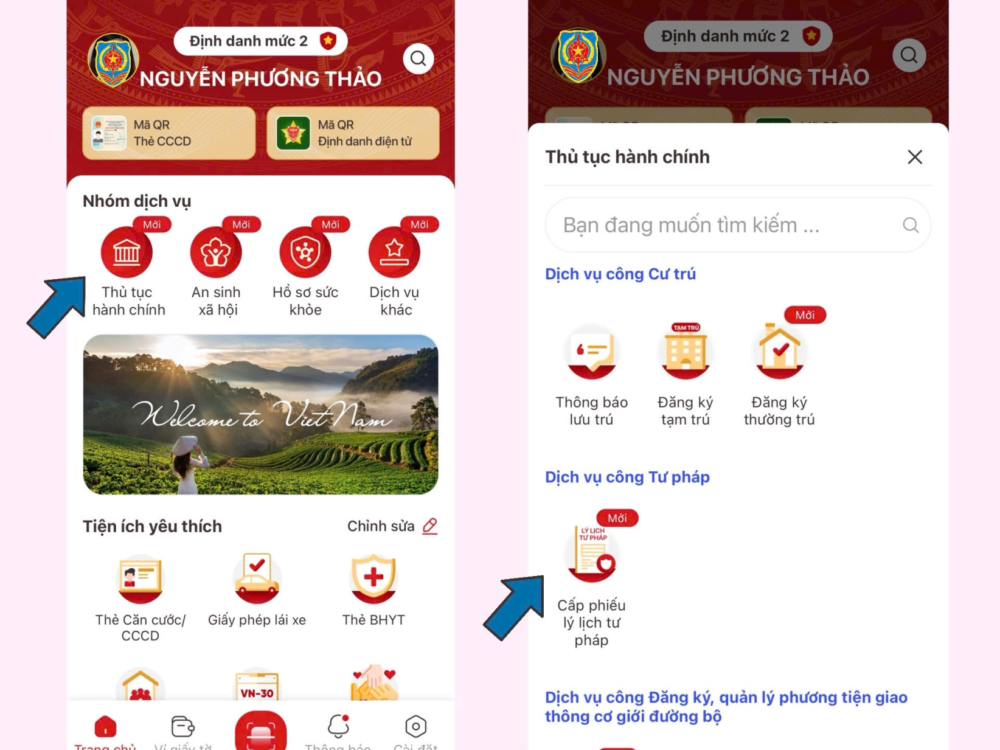 Định danh mức 2
NGUYỄN PHƯƠNG THẢO
Mã QR
Thẻ CCCD
Mã QR
Định danh điện tử
Nhóm dịch vụ
Mới
Mới
Mới
Mới
Thủ tục
hành chính
An sinh
xã hội
Hồ sơ sức
khỏe
Dịch vụ
khác
Welcome to VietNam
Tiện ích yêu thích
Chỉnh sửa
Thẻ Căn cước/
CCCD
Giấy phép lái xe
Thẻ BHYT
VN-30
Trang chủ
Ví giấy tờ
Thông báo
Cài đặt
Định danh mức 2
NGUYỄN PHƯƠNG THẢO
Thủ tục hành chính
Bạn đang muốn tìm kiếm ...
Dịch vụ công Cư trú
TẠM TRÚ
Mới
Thông báo
lưu trú
Đăng ký
tạm trú
Đăng ký
thường trú
Dịch vụ công Tư pháp
Mới
LÝ LỊCH
TƯ PHÁP
Cấp phiếu
lý lịch tư
pháp
Dịch vụ công Đăng ký, quản lý phương tiện giao
thông cơ giới đường bộ